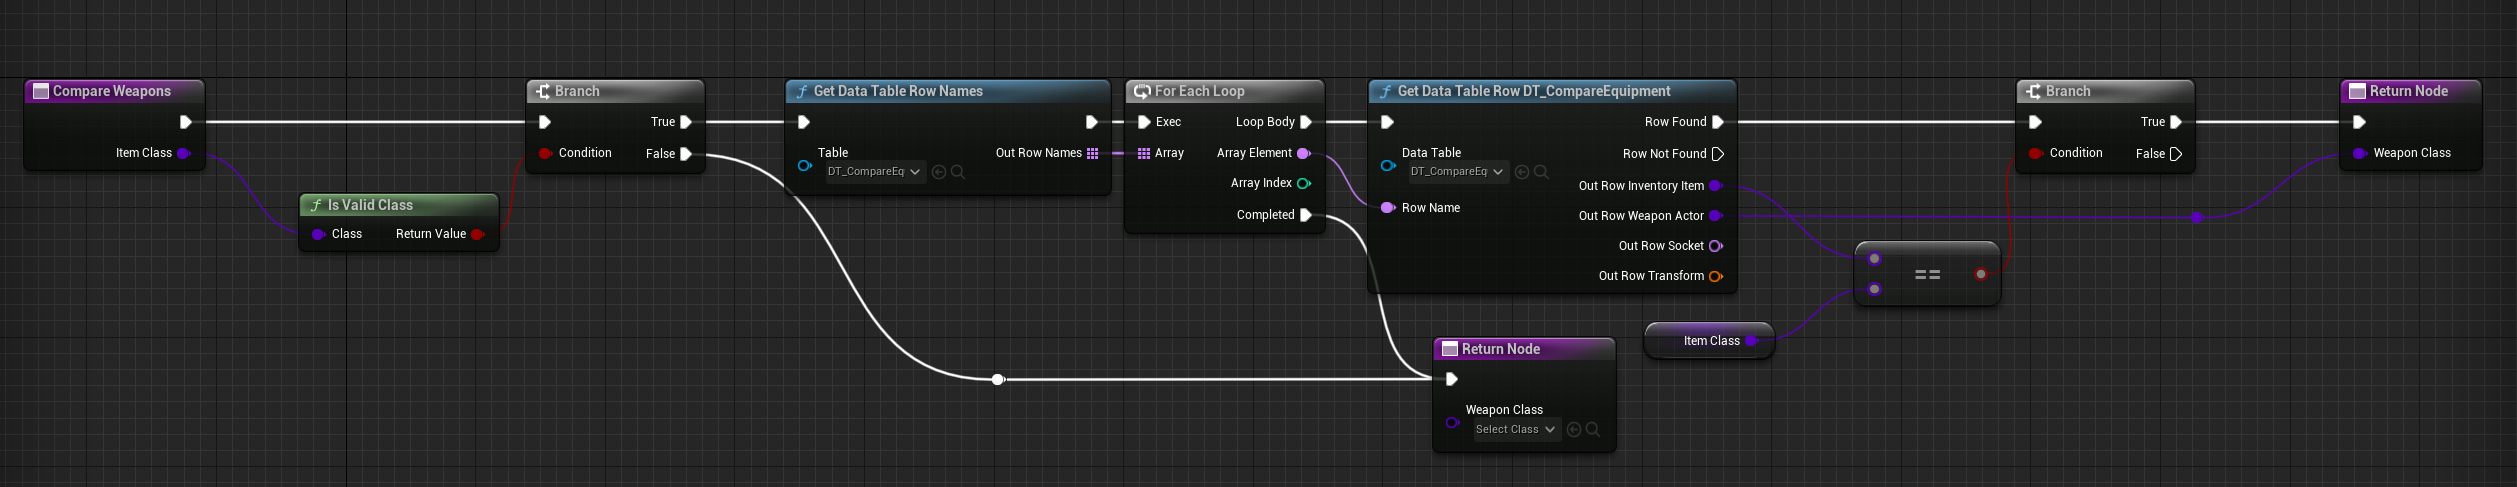 Compare Weapons
Item Class
Is Valid Class
Class
Return Value
Branch
True
Condition
False
Get Data Table Row Names
Table
DT_CompareEq
Out Row Names
For Each Loop
Exec
Loop Body
Array
Array Element
Array Index
Completed
Get Data Table Row DT_CompareEquipment
Row Found
Data Table
DT_CompareEq
Row Not Found
Out Row Inventory Item
Row Name
Out Row Weapon Actor
Out Row Socket
Out Row Transform
Return Node
Weapon Class
Select Class
Item Class
==
Branch
True
Condition
False
Return Node
Weapon Class